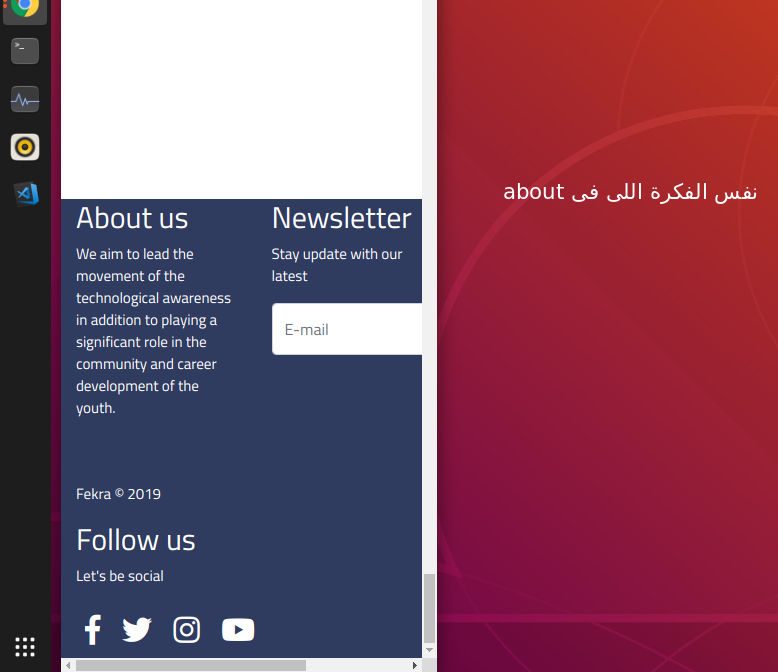 نفس الفكرة اللى فى about
About us
We aim to lead the
movement of the
technological awareness
in addition to playing a
significant role in the
community and career
development of the
youth.
Newsletter
Stay update with our
latest
E-mail
Fekra © 2019
Follow us
Let's be social